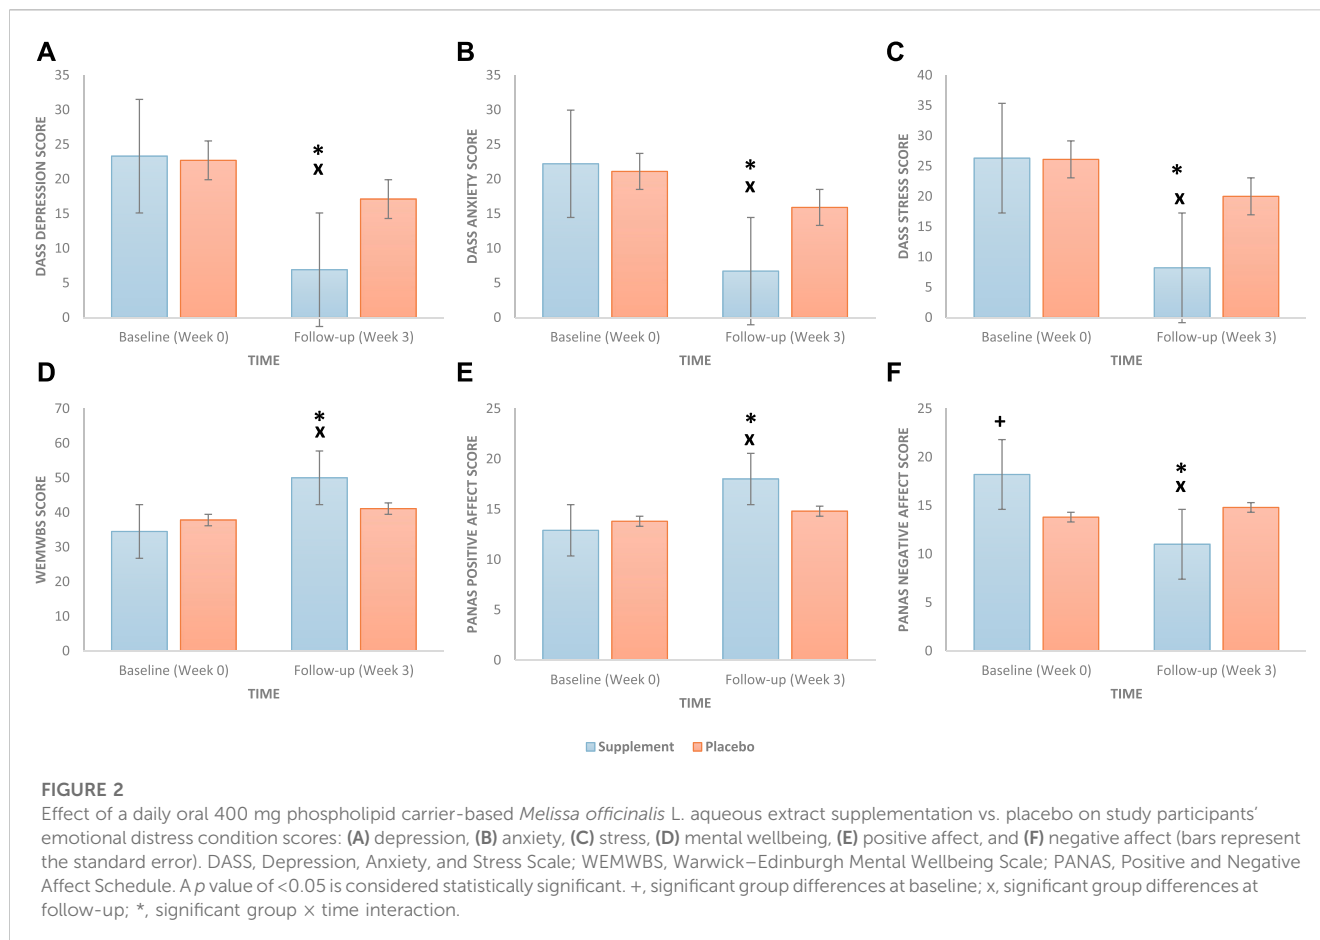 A
DASS DEPRESSION SCORE
35
30
25
20
15
10
5
0
*
x
Baseline (Week 0)
Follow-up (Week 3)
TIME
B
DASS ANXIETY SCORE
35
30
25
20
15
10
5
0
*
x
Baseline (Week 0)
Follow-up (Week 3)
TIME
C
DASS STRESS SCORE
40
35
30
25
20
15
10
5
0
*
x
Baseline (Week 0)
Follow-up (Week 3)
TIME
D
WEMWBS SCORE
70
60
50
40
30
20
10
0
*
x
Baseline (Week 0)
Follow-up (Week 3)
TIME
E
PANAS POSITIVE AFFECT SCORE
25
20
15
10
5
0
*
x
Baseline (Week 0)
Follow-up (Week 3)
TIME
F
PANAS NEGATIVE AFFECT SCORE
25
20
15
10
5
0
+
*
x
Baseline (Week 0)
Follow-up (Week 3)
TIME
Supplement
Placebo
FIGURE 2
Effect of a daily oral 400 mg phospholipid carrier-based Melissa officinalis L. aqueous extract supplementation vs. placebo on study participants’
emotional distress condition scores: (A) depression, (B) anxiety, (C) stress, (D) mental wellbeing, (E) positive affect, and (F) negative affect (bars represent
the standard error). DASS, Depression, Anxiety, and Stress Scale; WEMWBS, Warwick–Edinburgh Mental Wellbeing Scale; PANAS, Positive and Negative
Affect Schedule. A p value of <0.05 is considered statistically significant. +, significant group differences at baseline; x, significant group differences at
follow-up; *, significant group × time interaction.